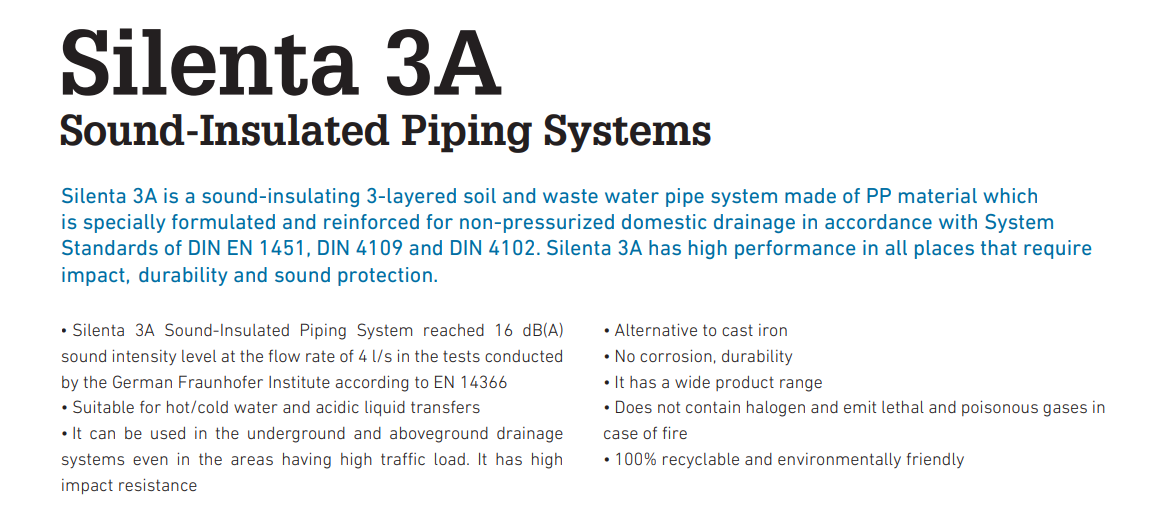 Silenta 3A
Sound-Insulated Piping Systems
Silenta 3A is a sound-insulating 3-layered soil and waste water pipe system made of PP material which
is specially formulated and reinforced for non-pressurized domestic drainage in accordance with System
Standards of DIN EN 1451, DIN 4109 and DIN 4102. Silenta 3A has high performance in all places that require
impact, durability and sound protection.
• Silenta 3A Sound-Insulated Piping System reached 16 dB(A)
sound intensity level at the flow rate of 4 l/s in the tests conducted
by the German Fraunhofer Institute according to EN 14366
• Suitable for hot/cold water and acidic liquid transfers
• It can be used in the underground and aboveground drainage
systems even in the areas having high traffic load. It has high
impact resistance
• Alternative to cast iron
• No corrosion, durability
• It has a wide product range
• Does not contain halogen and emit lethal and poisonous gases in
case of fire
• 100% recyclable and environmentally friendly